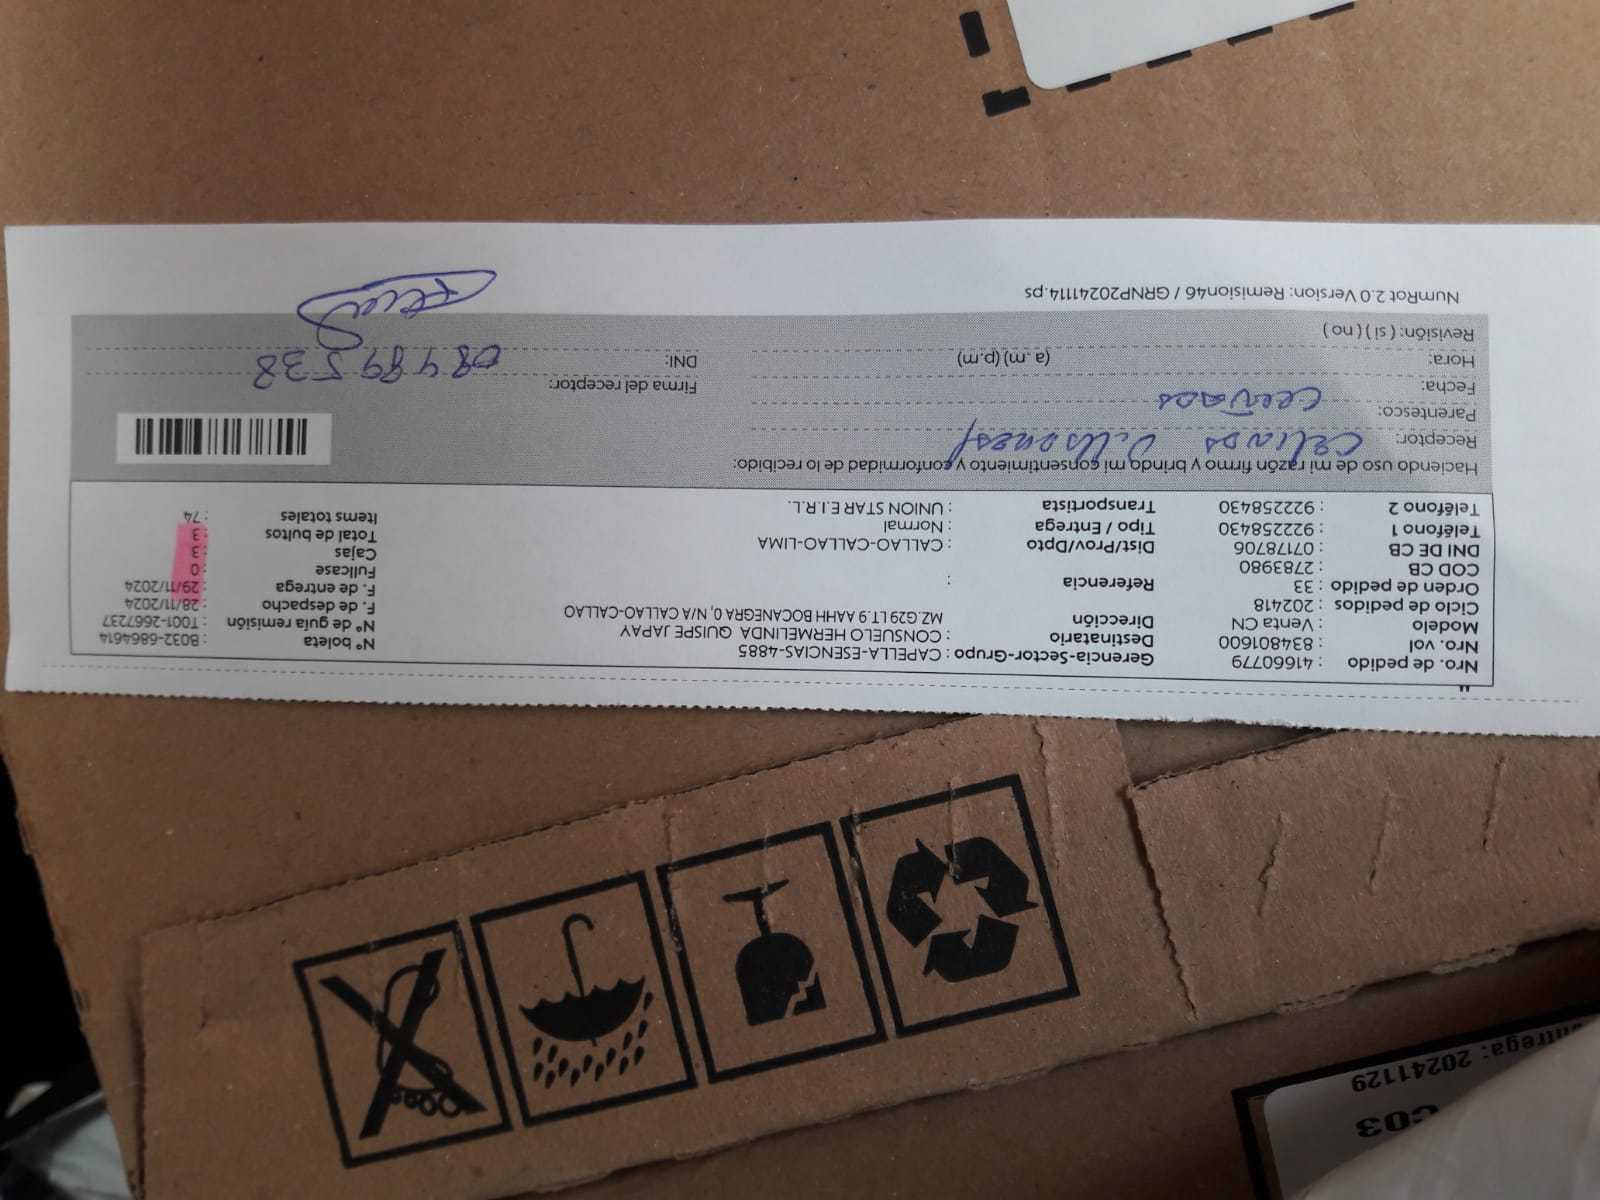 ntrega: 20241129
C03
Nro. de pedido : 41660779 Gerencia-Sector-Grupo : CAPELLA-ESENCIAS-4885 N° boleta : B032-6864614
Nro. vol : 834801600 Destinatario : CONSUELO HERMELINDA QUISPE JAPAY N° de guía remisión : T001-2667237
Modelo : Venta CN Dirección MZ.G29 LT.9 AAHH BOCANEGRA 0, N/A CALLAO-CALLAO F. de despacho : 28/11/2024
Ciclo de pedidos : 202418 F. de entrega : 29/11/2024
Orden de pedido : 33 Referencia : Fullcase : 0
COD CB : 2783980 Cajas : 3
DNI DE CB : 07178706 Dist/Prov/Dpto : CALLAO-CALLAO-LIMA Total de bultos : 3
Teléfono 1 : 922258430 Tipo / Entrega : Normal Items totales : 74
Teléfono 2 : 922258430 Transportista : UNION STAR E.I.R.L.
Haciendo uso de mi razón firmo y brindo mi consentimiento y conformidad de lo recibido:
Receptor:
Parentesco:
Fecha: Firma del receptor:
Hora: (a. m) (p.m) DNI: 08489538
Revisión: ( si ) ( no )
NumRot 2.0 Version: Remision46 / GRNP20241114.ps